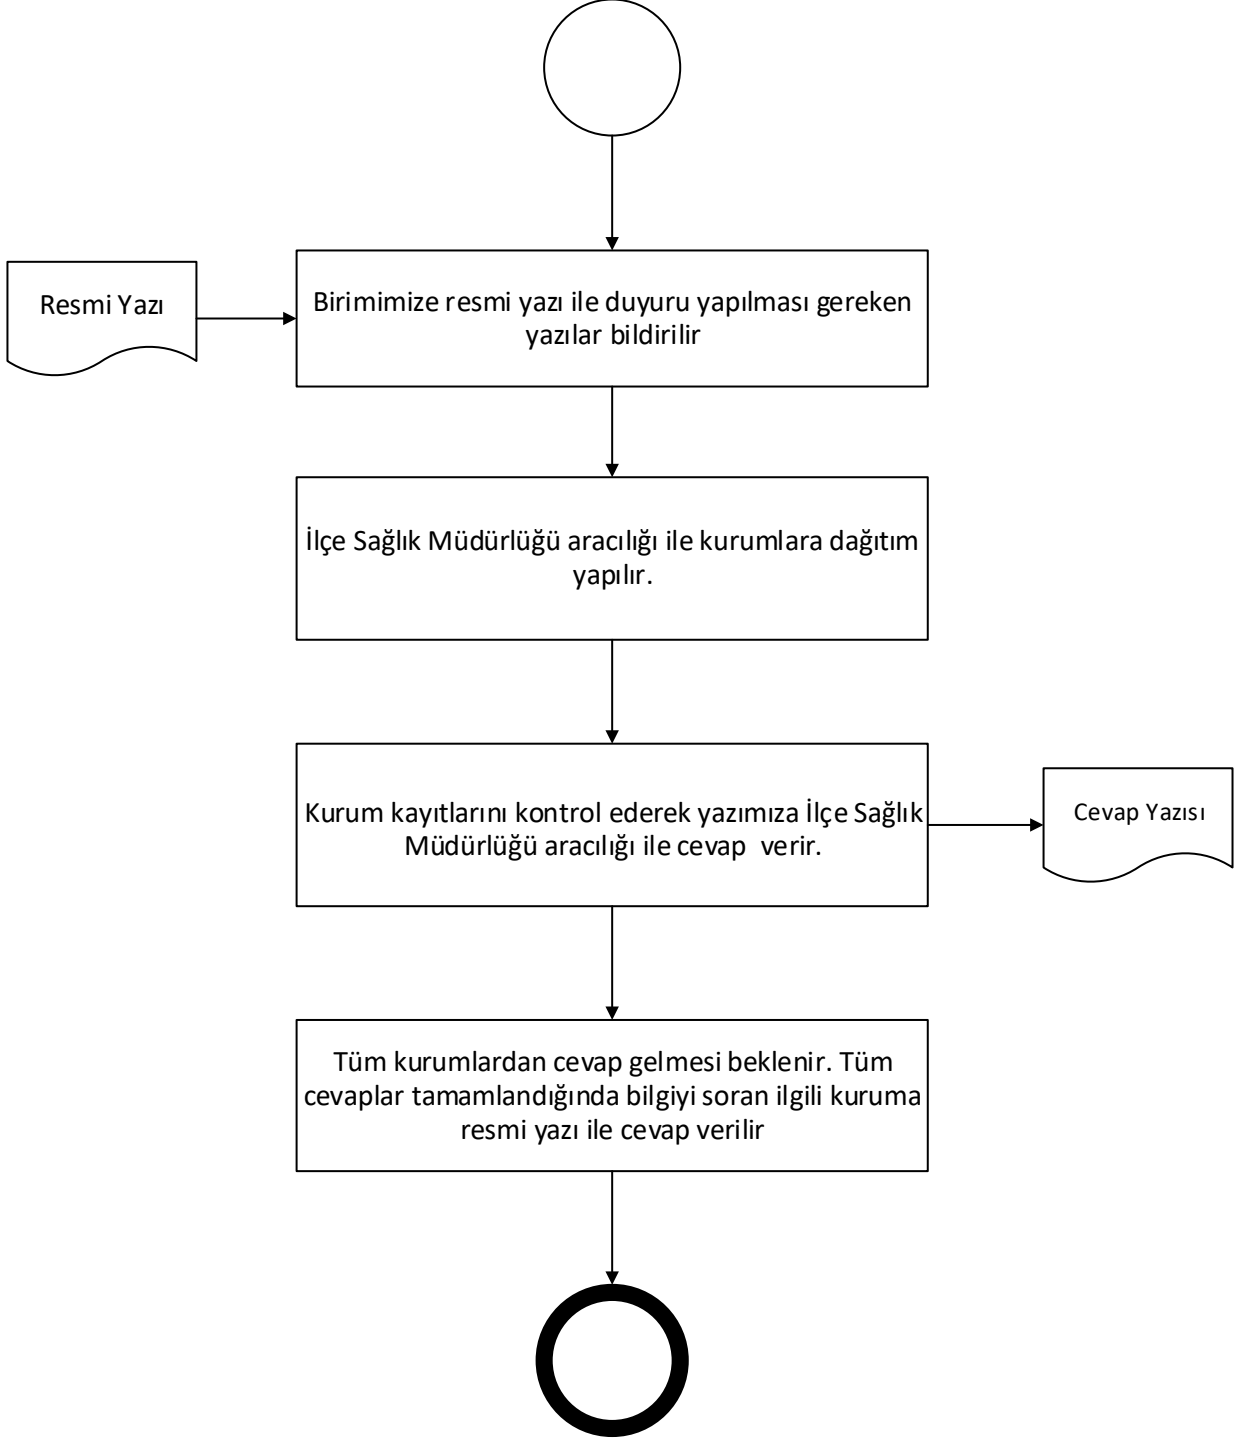 Resmi Yazı
Birimimize resmi yazı ile duyuru yapılması gereken
yazılar bildirilir
İlçe Sağlık Müdürlüğü aracılığı ile kurumlara dağıtım
yapılır.
Kurum kayıtlarını kontrol ederek yazımıza İlçe Sağlık
Müdürlüğü aracılığı ile cevap  verir.
Cevap Yazısı
Tüm kurumlardan cevap gelmesi beklenir. Tüm
cevaplar tamamlandığında bilgiyi soran ilgili kuruma
resmi yazı ile cevap verilir